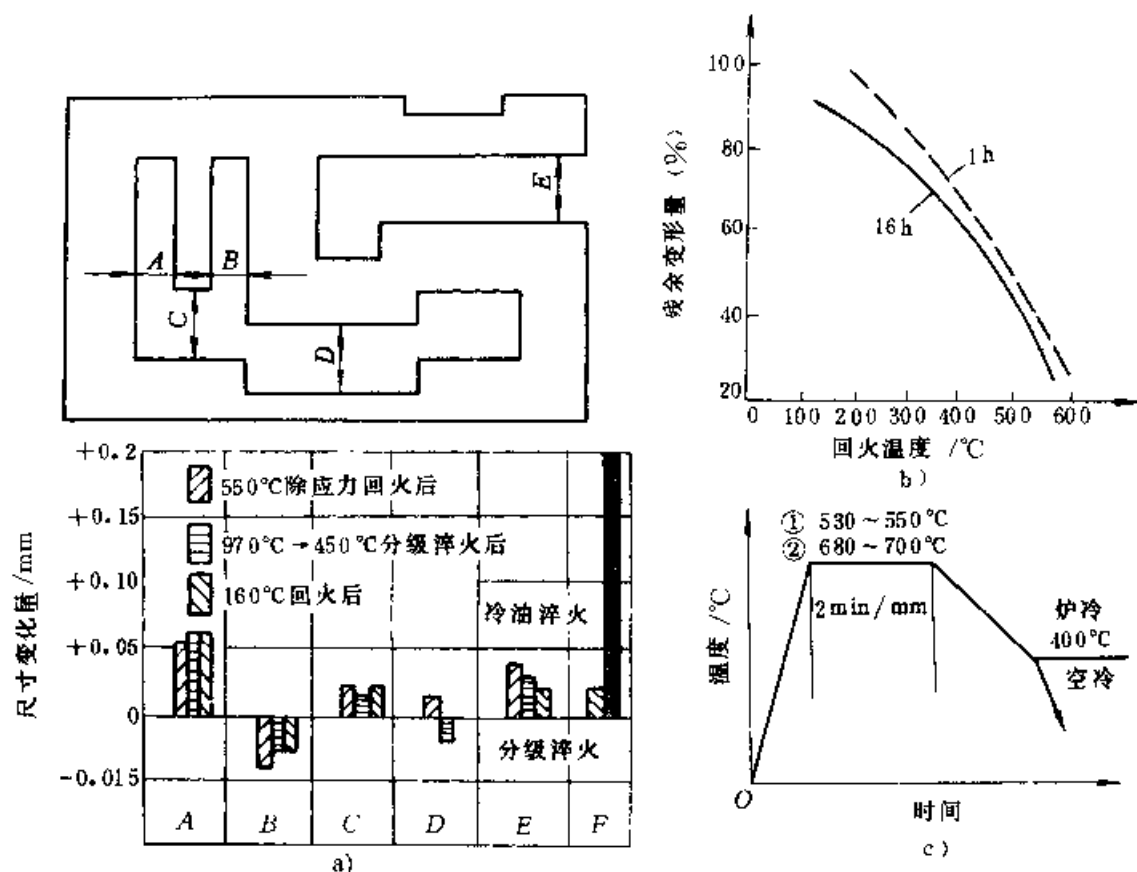 A
B
C
D
E
+0.2
+0.15
+0.10
+0.05
0
-0.015
尺寸变化量/mm
550°C除应力回火后
970°C→450°C分级淬火后
160°C回火后
冷油淬火
分级淬火
A B C D E F
a)
100
80
60
40
20
残余变形量(%)
1h
16h
0 100 200 300 400 500 600
回火温度 /°C
b)
① 530~550°C
② 680~700°C
2min/mm
炉冷
400°C
空冷
温度/°C
O
时间
c)